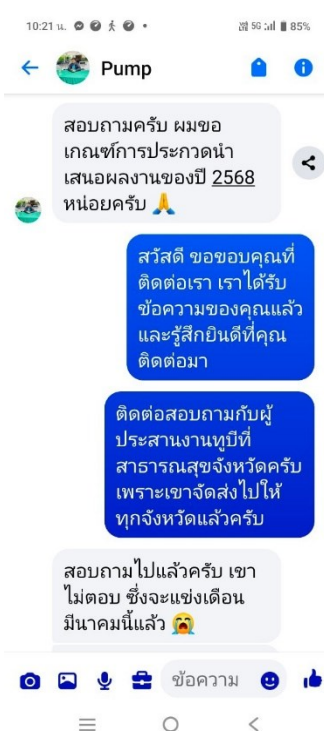 10:21 น.
5G
85%
Pump
สอบถามครับ ผมขอ
เกณฑ์การประกวดนำ
เสนอผลงานของปี 2568
หน่อยครับ 🙏
สวัสดี ขอขอบคุณที่
ติดต่อเรา เราได้รับ
ข้อความของคุณแล้ว
และรู้สึกยินดีที่คุณ
ติดต่อมา
ติดต่อสอบถามกับผู้
ประสานงานทูบีที่
สาธารณสุขจังหวัดครับ
เพราะเขาจัดส่งไปให้
ทุกจังหวัดแล้วครับ
สอบถามไปแล้วครับ เขา
ไม่ตอบ ซึ่งจะแข่งเดือน
มีนาคมนี้แล้ว 😭
ข้อความ